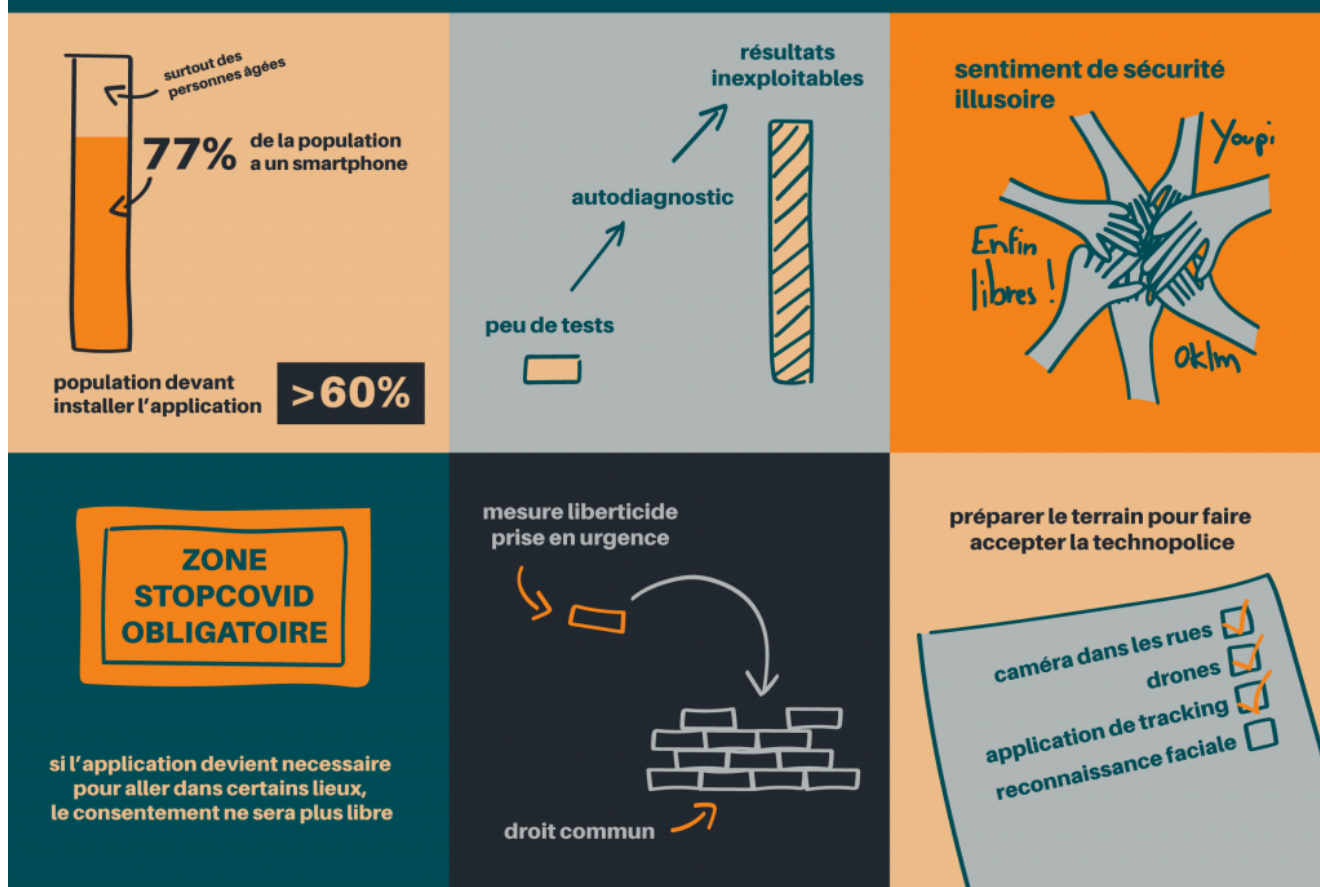 surtout des
personnes âgées
77%
de la population
a un smartphone
population devant
installer l'application
>60%
résultats
inexploitables
autodiagnostic
peu de tests
sentiment de sécurité
illusoire
Youpi
Enfin
libres !
Oklm
ZONE
STOPCOVID
OBLIGATOIRE
si l'application devient necessaire
pour aller dans certains lieux,
le consentement ne sera plus libre
mesure liberticide
prise en urgence
droit commun
préparer le terrain pour faire
accepter la technopolice
caméra dans les rues
drones
application de tracking
reconnaissance faciale